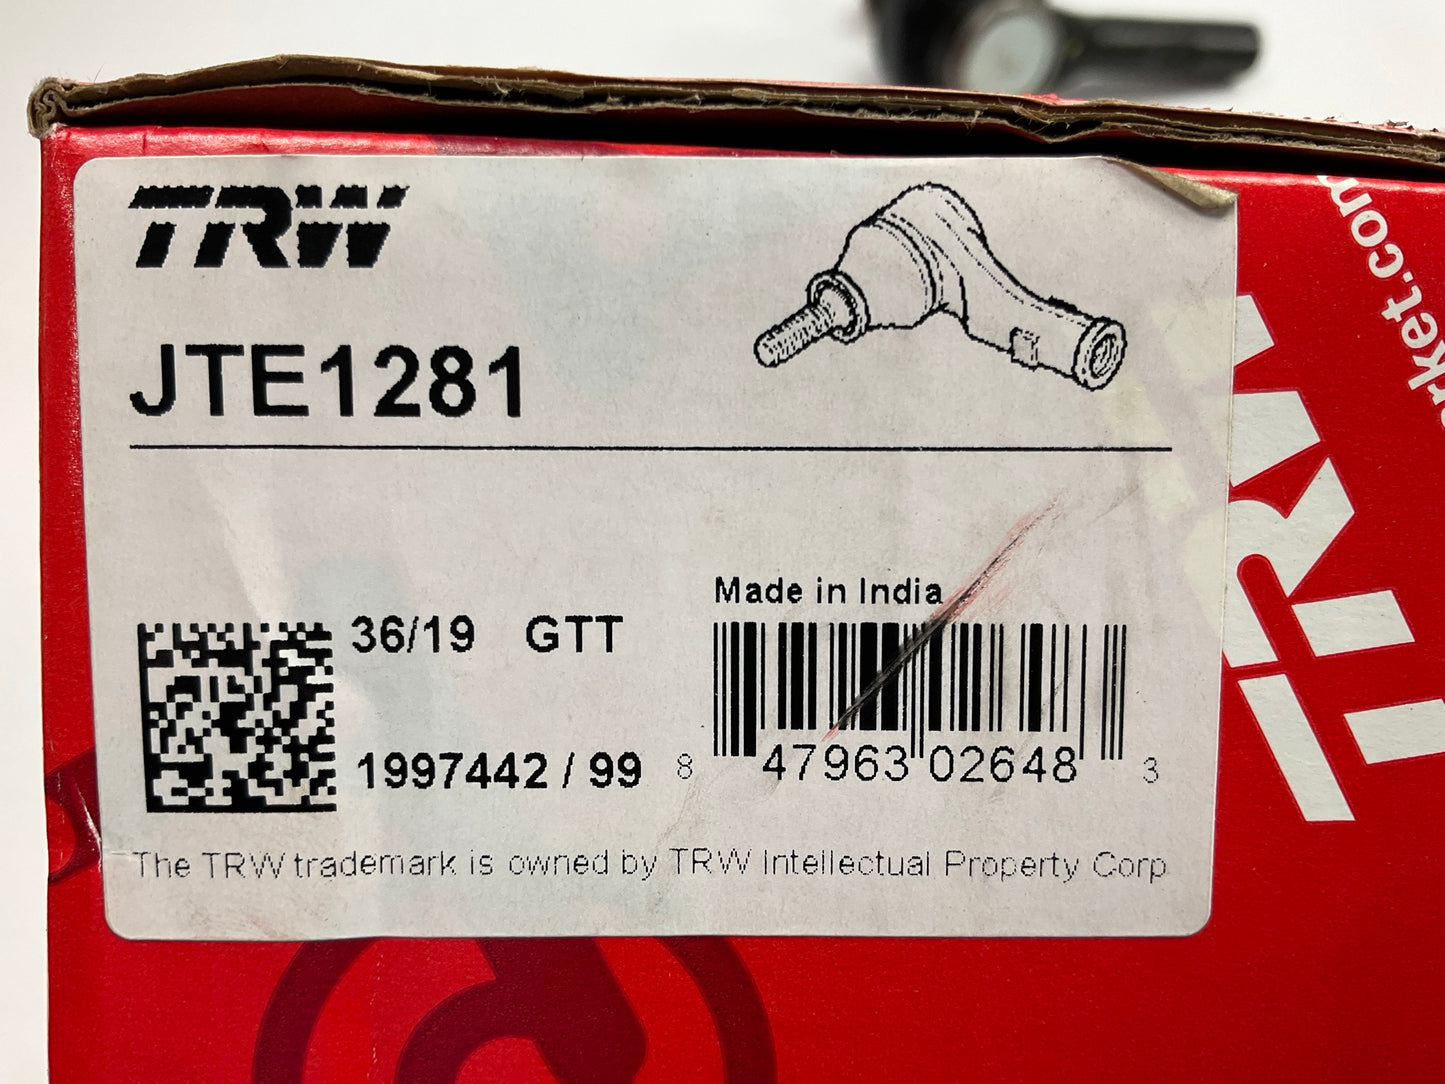 TRW
JTE1281
Made in India
36/19 GTT
1997442 / 99
8 47963 02648 3
The TRW trademark is owned by TRW Intellectual Property Corp
TRW